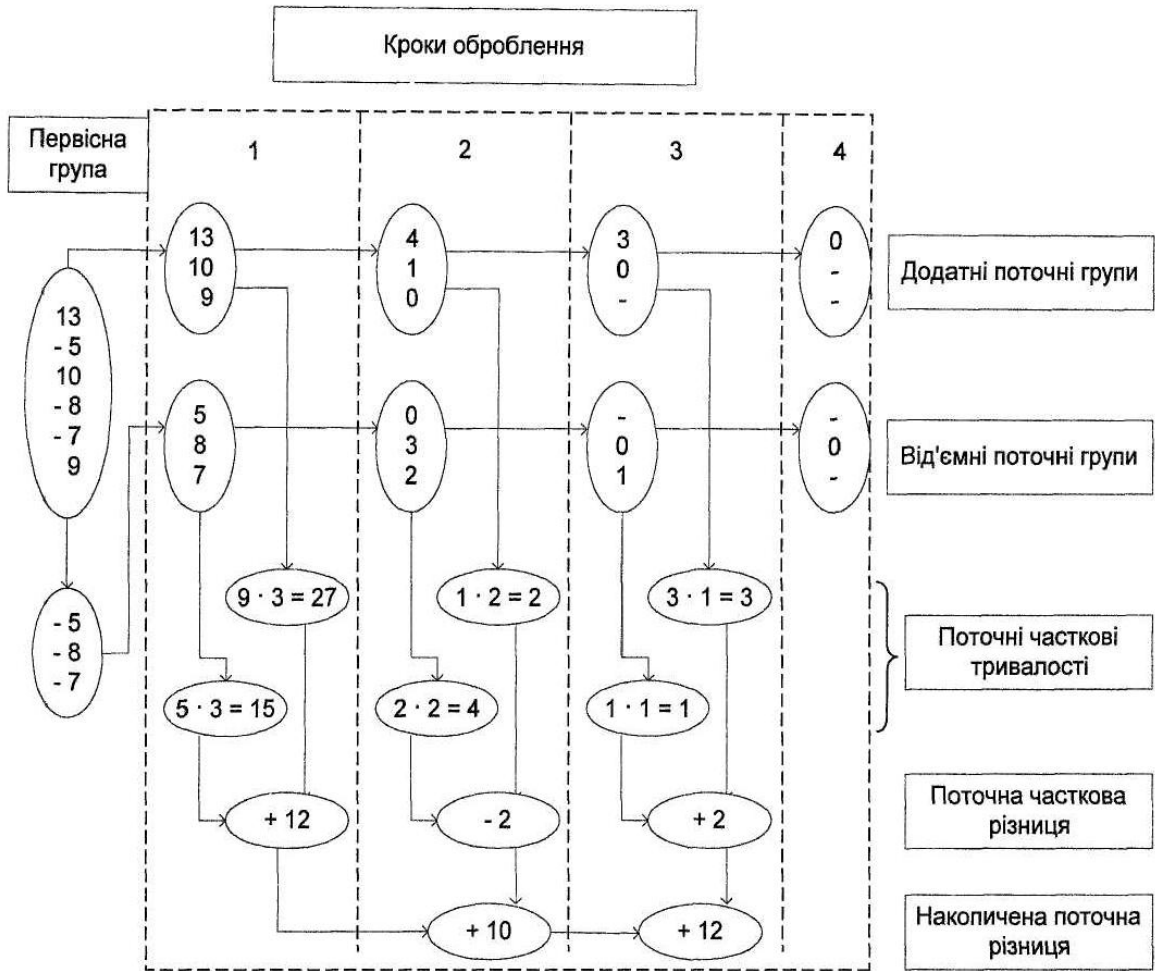 Кроки оброблення
Первісна
група
1
2
3
4
13
10
9
4
1
0
3
0
-
0
-
-
Додатні поточні групи
13
- 5
10
- 8
- 7
9
5
8
7
0
3
2
-
0
1
-
0
-
Від'ємні поточні групи
- 5
- 8
- 7
9 · 3 = 27
1 · 2 = 2
3 · 1 = 3
5 · 3 = 15
2 · 2 = 4
1 · 1 = 1
Поточні часткові
тривалості
+ 12
- 2
+ 2
Поточна часткова
різниця
+ 10
+ 12
Накопичена поточна
різниця